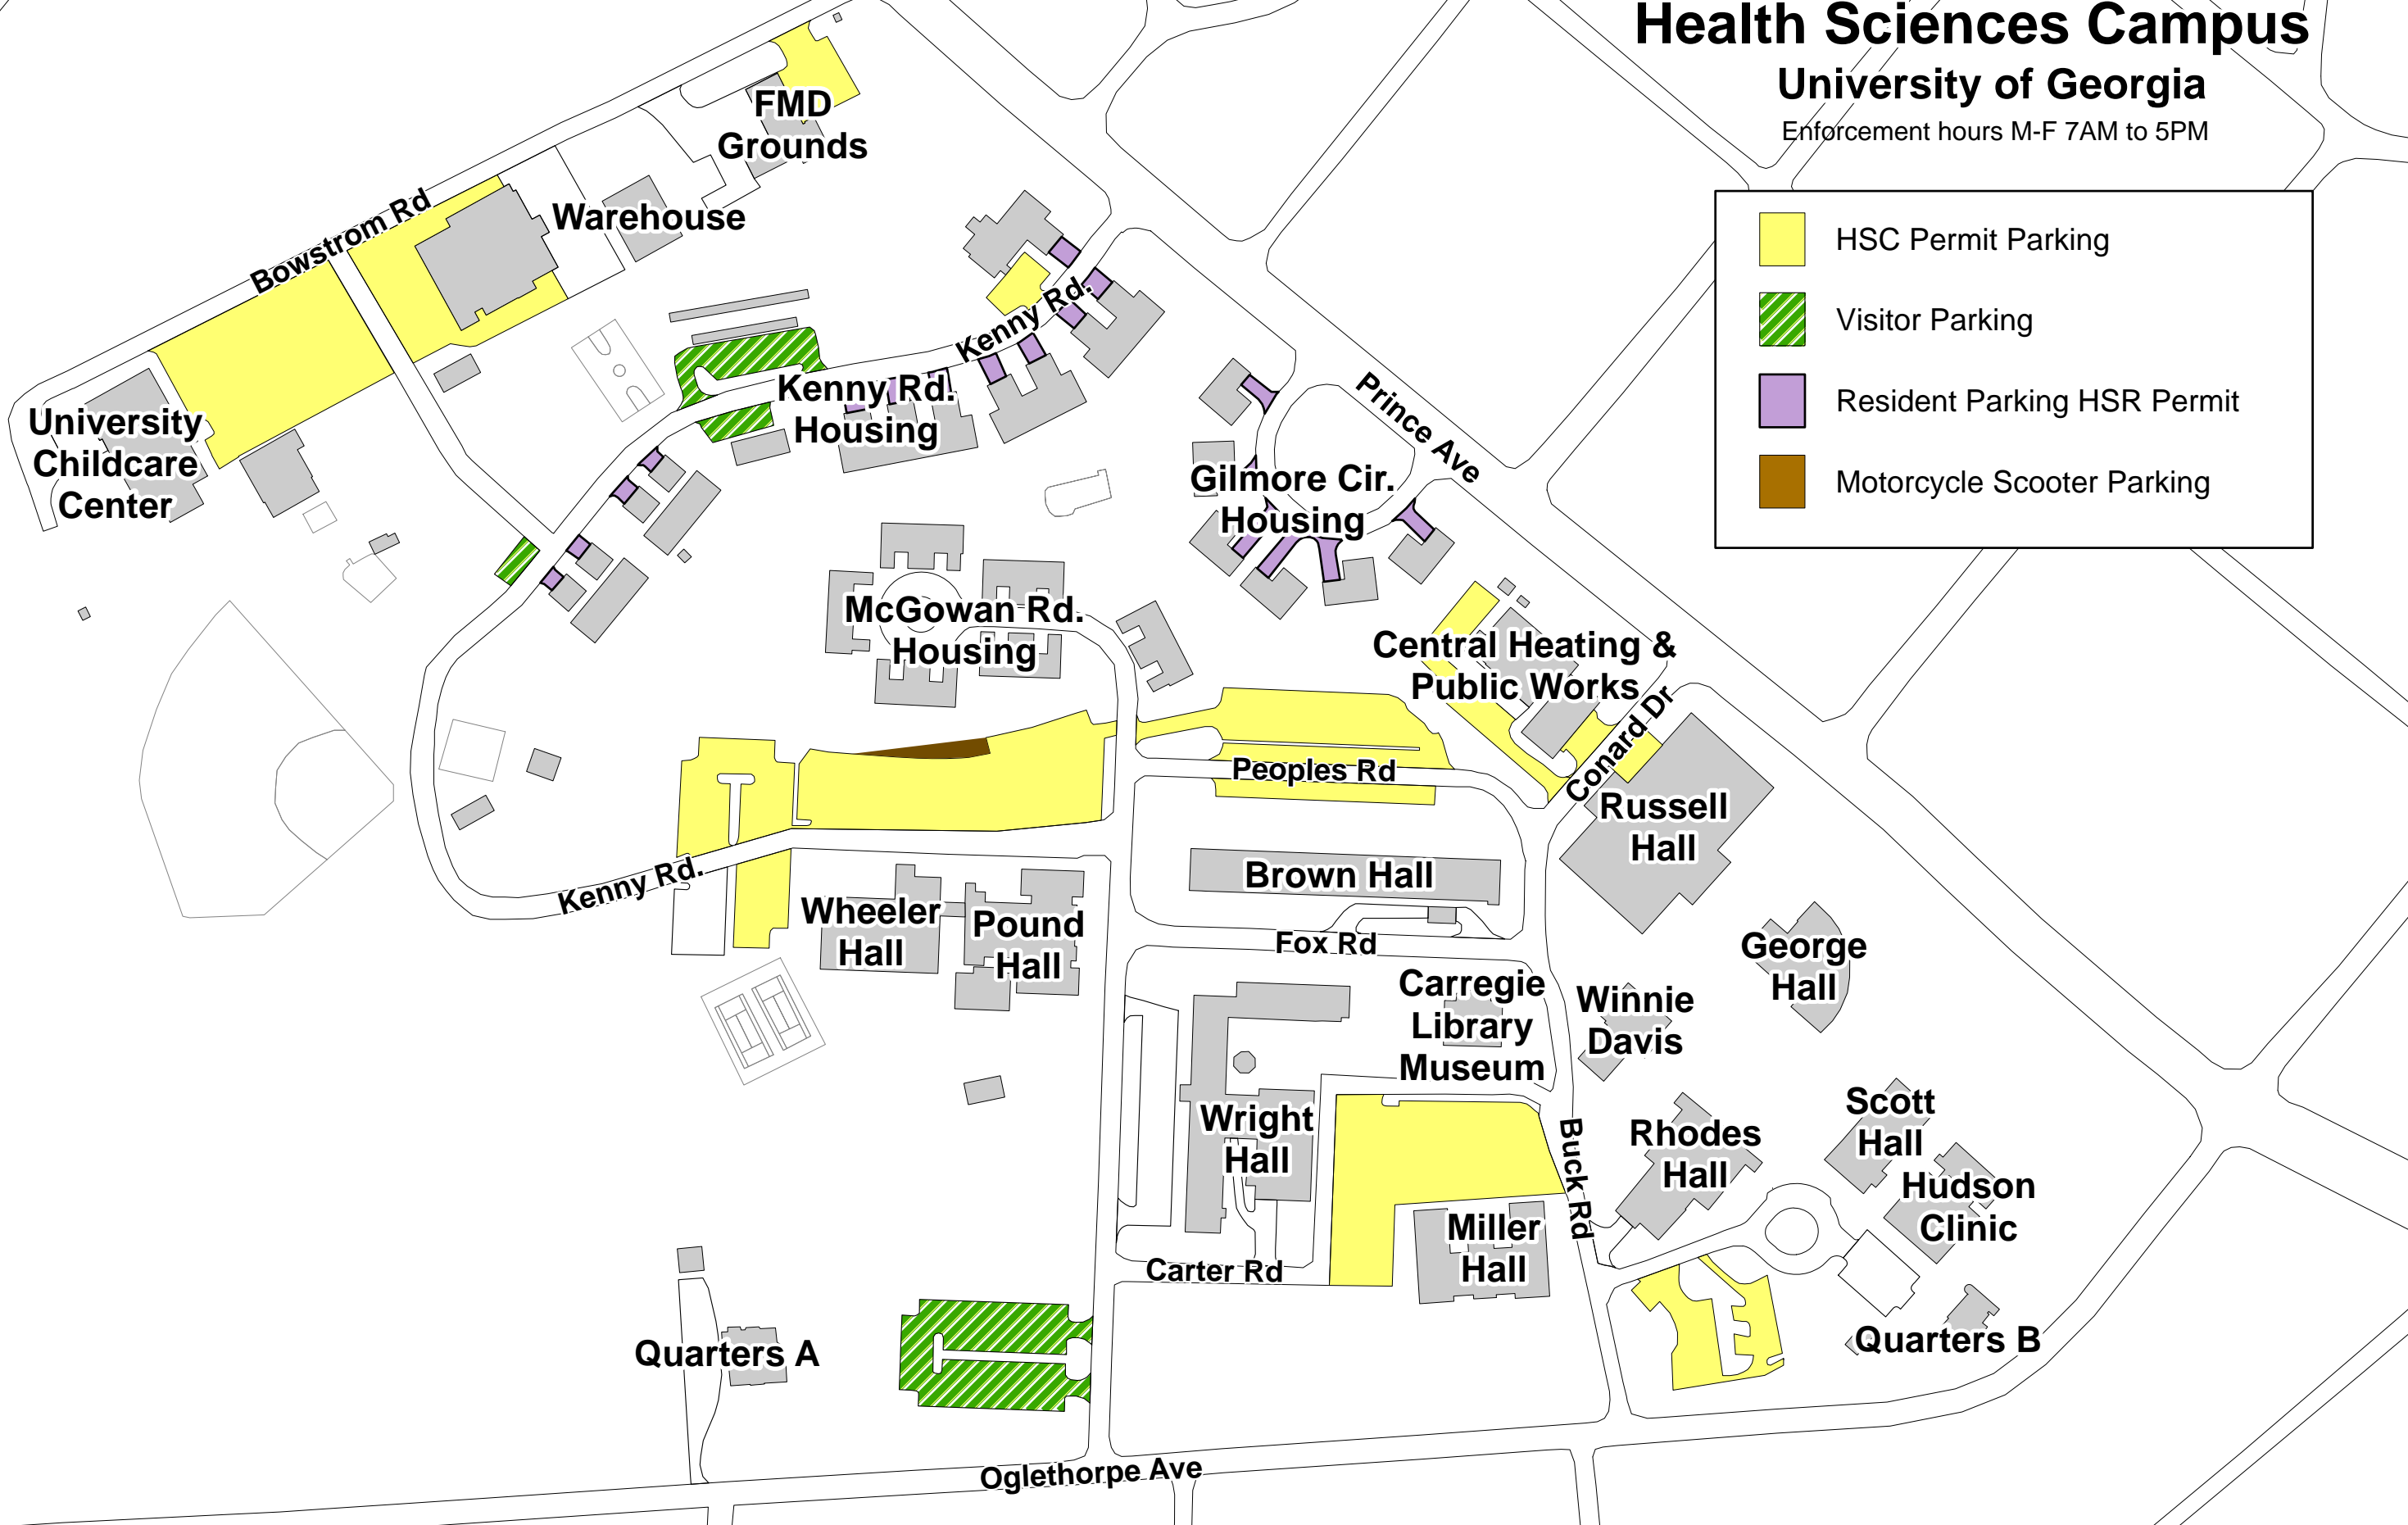 Health Sciences Campus
University of Georgia
Enforcement hours M-F 7AM to 5PM
HSC Permit Parking
Visitor Parking
Resident Parking HSR Permit
Motorcycle Scooter Parking
FMD
Grounds
Warehouse
Bowstrom Rd
Kenny Rd.
Kenny Rd.
Housing
University
Childcare
Center
Prince Ave
Gilmore Cir.
Housing
McGowan Rd.
Housing
Central Heating &
Public Works
Conard Dr
Peoples Rd
Russell
Hall
Brown Hall
Kenny Rd.
Wheeler
Hall
Pound
Hall
Fox Rd
George
Hall
Carregie
Library
Museum
Winnie
Davis
Wright
Hall
Buck Rd
Rhodes
Hall
Scott
Hall
Hudson
Clinic
Miller
Hall
Carter Rd
Quarters A
Quarters B
Oglethorpe Ave